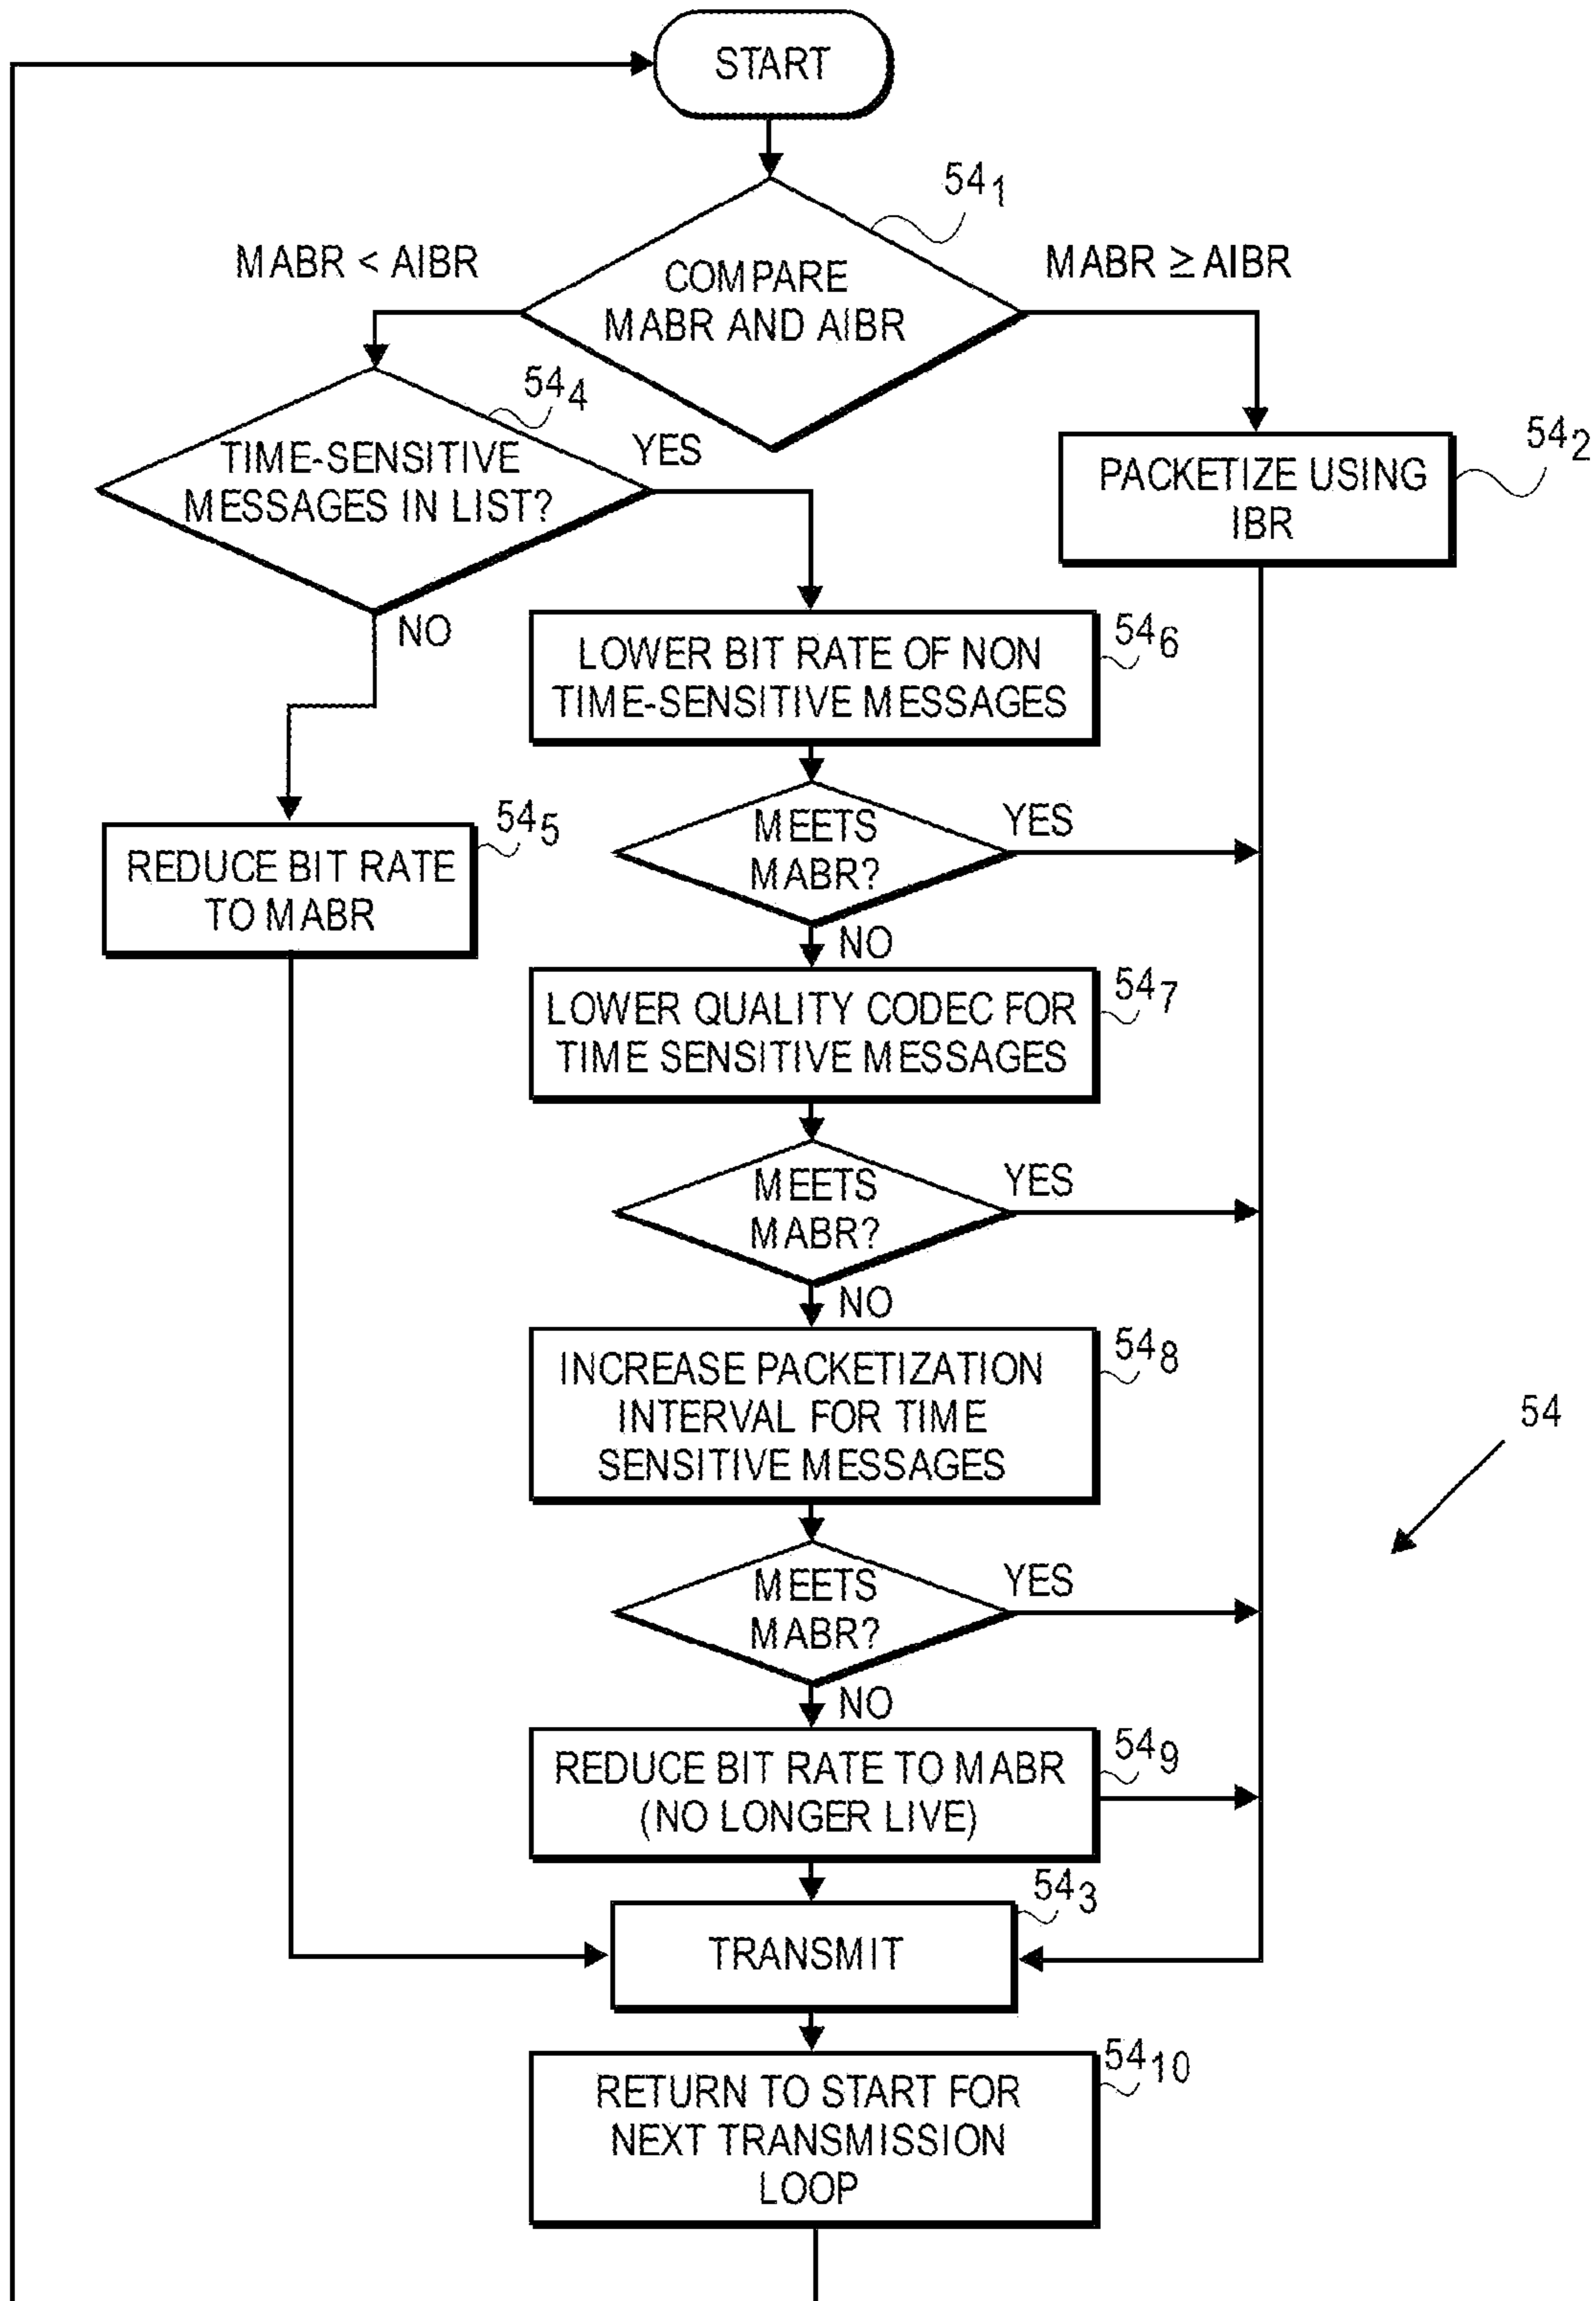 START
54₁
MABR < AIBR
COMPARE
MABR AND AIBR
MABR ≥ AIBR
54₄
TIME-SENSITIVE
MESSAGES IN LIST?
YES
NO
54₂
PACKETIZE USING
IBR
54₆
LOWER BIT RATE OF NON
TIME-SENSITIVE MESSAGES
MEETS
MABR?
YES
NO
54₅
REDUCE BIT RATE
TO MABR
54₇
LOWER QUALITY CODEC FOR
TIME SENSITIVE MESSAGES
MEETS
MABR?
YES
NO
54₈
INCREASE PACKETIZATION
INTERVAL FOR TIME
SENSITIVE MESSAGES
54
MEETS
MABR?
YES
NO
54₉
REDUCE BIT RATE TO MABR
(NO LONGER LIVE)
54₃
TRANSMIT
54₁₀
RETURN TO START FOR
NEXT TRANSMISSION
LOOP